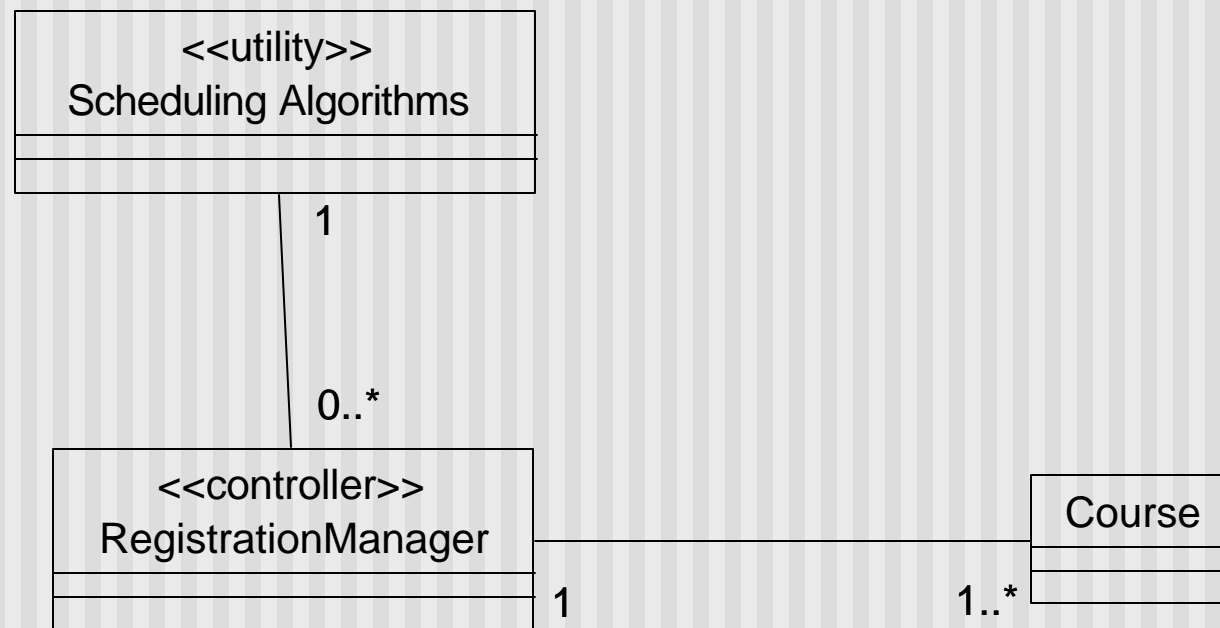 <<utility>>
Scheduling Algorithms
1
0..*
<<controller>>
RegistrationManager
Course
1
1..*